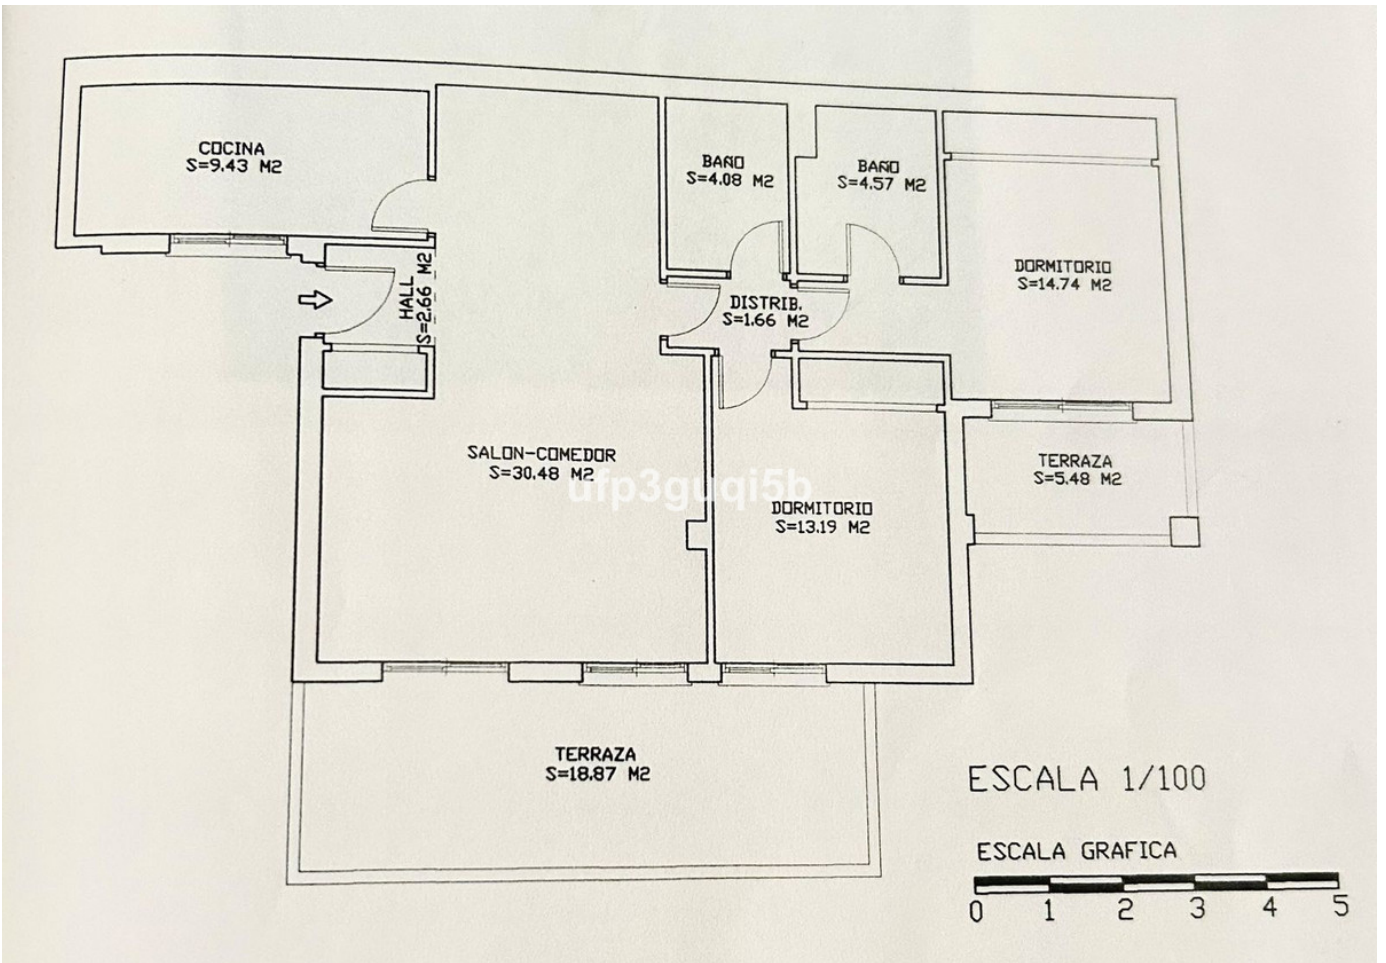 COCINA
S=9.43 M2
BAÑO
S=4.08 M2
BAÑO
S=4.57 M2
DORMITORIO
S=14.74 M2
HALL
S=2.66 M2
DISTRIB.
S=1.66 M2
SALON-COMEDOR
S=30.48 M2
ufp3guqi5b
TERRAZA
S=5.48 M2
DORMITORIO
S=13.19 M2
TERRAZA
S=18.87 M2
ESCALA 1/100
ESCALA GRAFICA
0 1 2 3 4 5